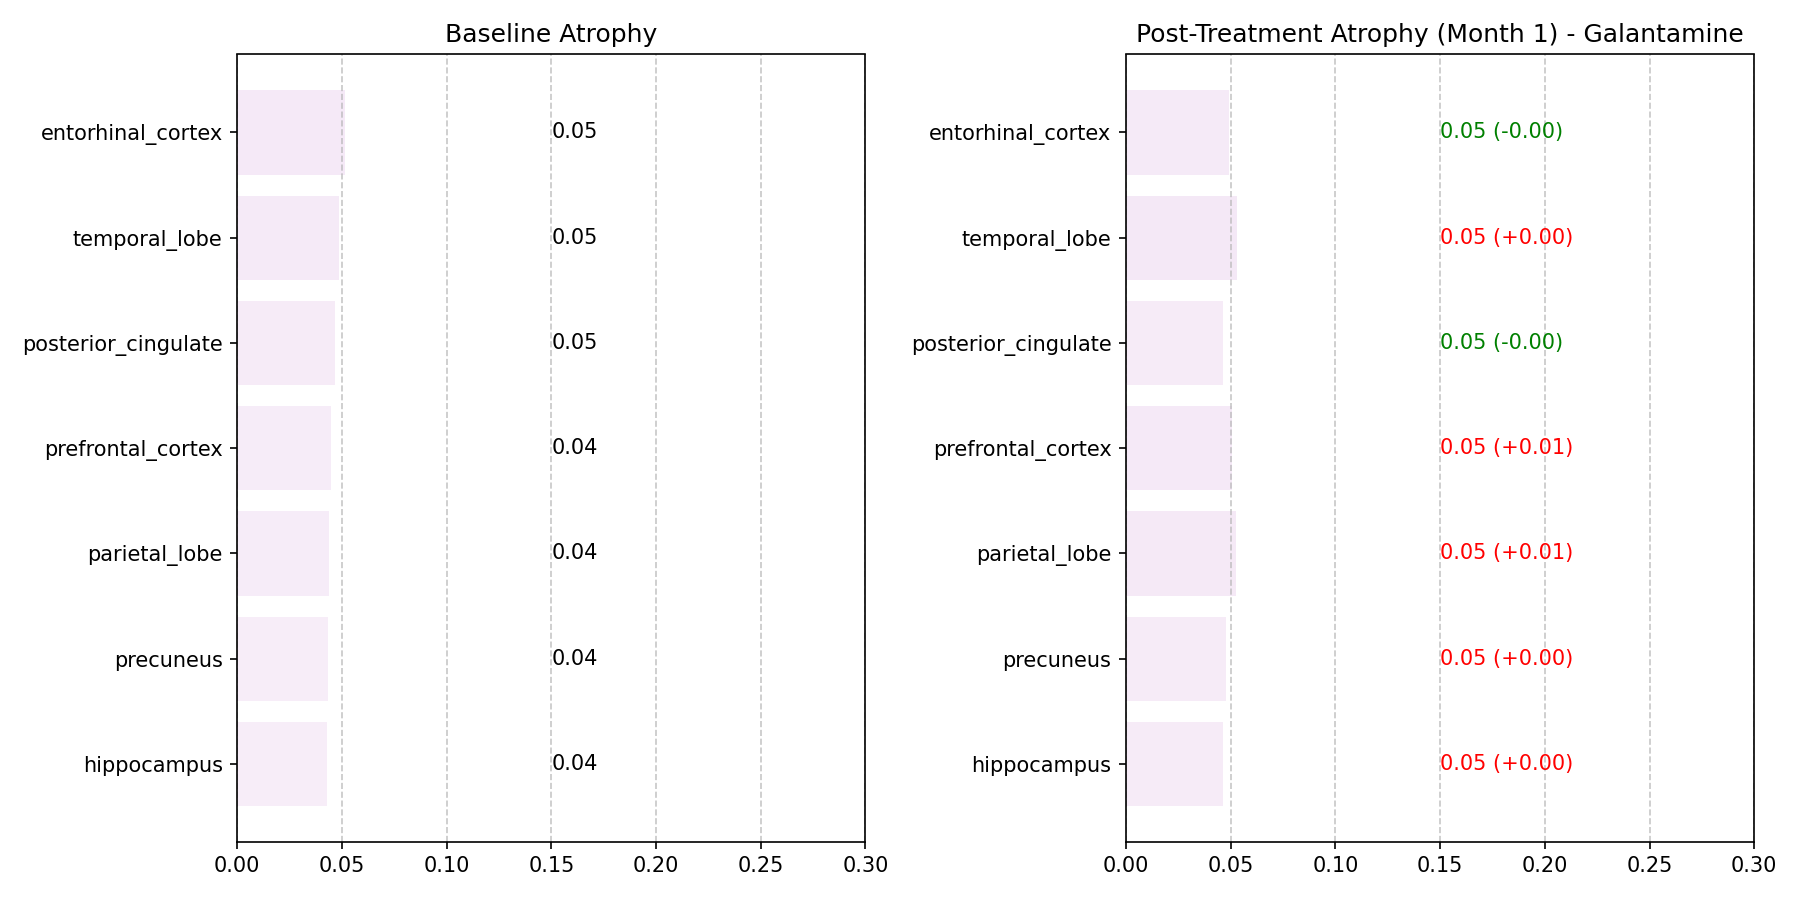 Baseline Atrophy
entorhinal_cortex 0.05
temporal_lobe 0.05
posterior_cingulate 0.05
prefrontal_cortex 0.04
parietal_lobe 0.04
precuneus 0.04
hippocampus 0.04
0.00 0.05 0.10 0.15 0.20 0.25 0.30
Post-Treatment Atrophy (Month 1) - Galantamine
entorhinal_cortex 0.05 (-0.00)
temporal_lobe 0.05 (+0.00)
posterior_cingulate 0.05 (-0.00)
prefrontal_cortex 0.05 (+0.01)
parietal_lobe 0.05 (+0.01)
precuneus 0.05 (+0.00)
hippocampus 0.05 (+0.00)
0.00 0.05 0.10 0.15 0.20 0.25 0.30